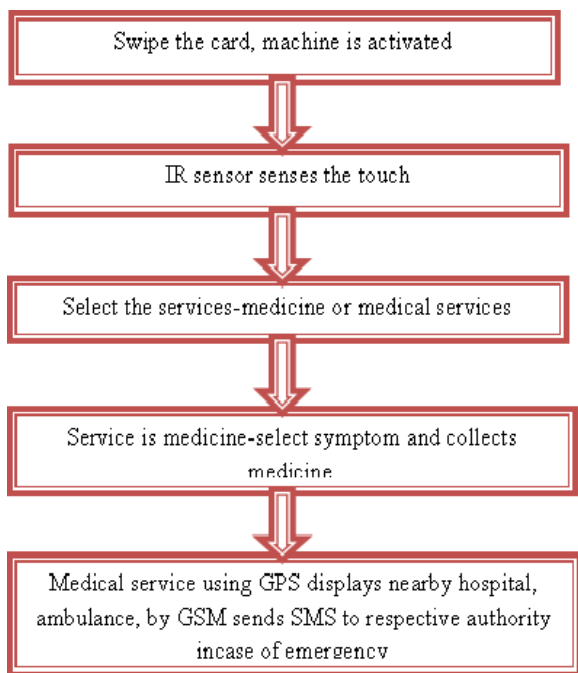 Swipe the card, machine is activated
IR sensor senses the touch
Select the services-medicine or medical services
Service is medicine-select symptom and collects
medicine
Medical service using GPS displays nearby hospital,
ambulance, by GSM sends SMS to respective authority
incase of emergency